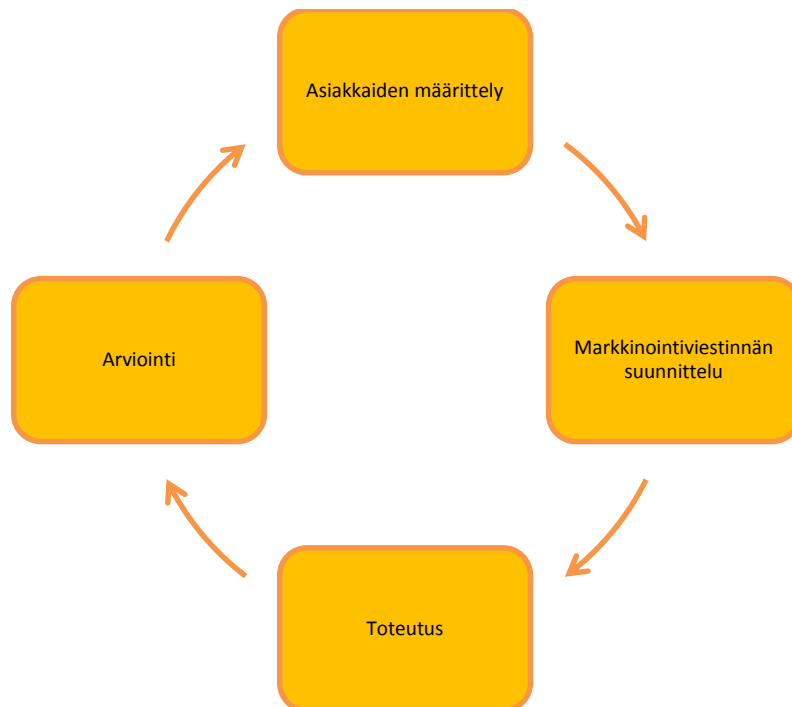 Asiakkaiden määrittely
Markkinointiviestinnän
suunnittelu
Toteutus
Arviointi